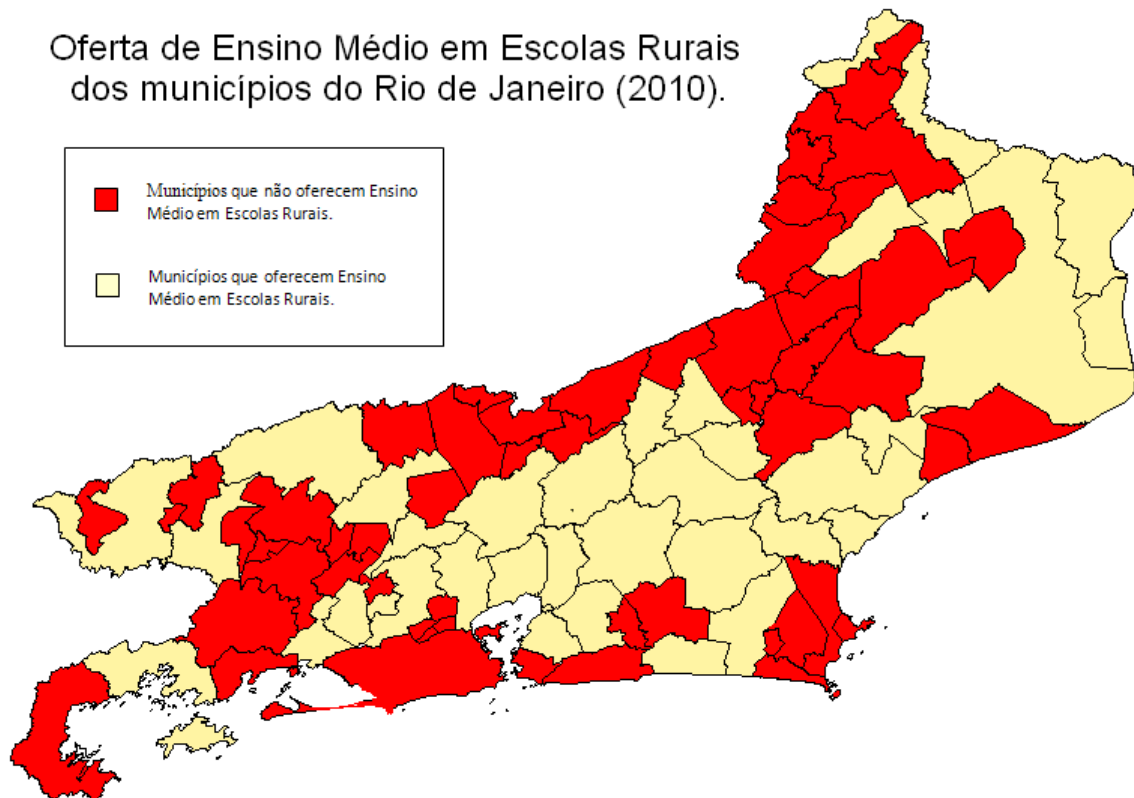 Oferta de Ensino Médio em Escolas Rurais
dos municípios do Rio de Janeiro (2010).
Municípios que não oferecem Ensino
Médio em Escolas Rurais.
Municípios que oferecem Ensino
Médio em Escolas Rurais.